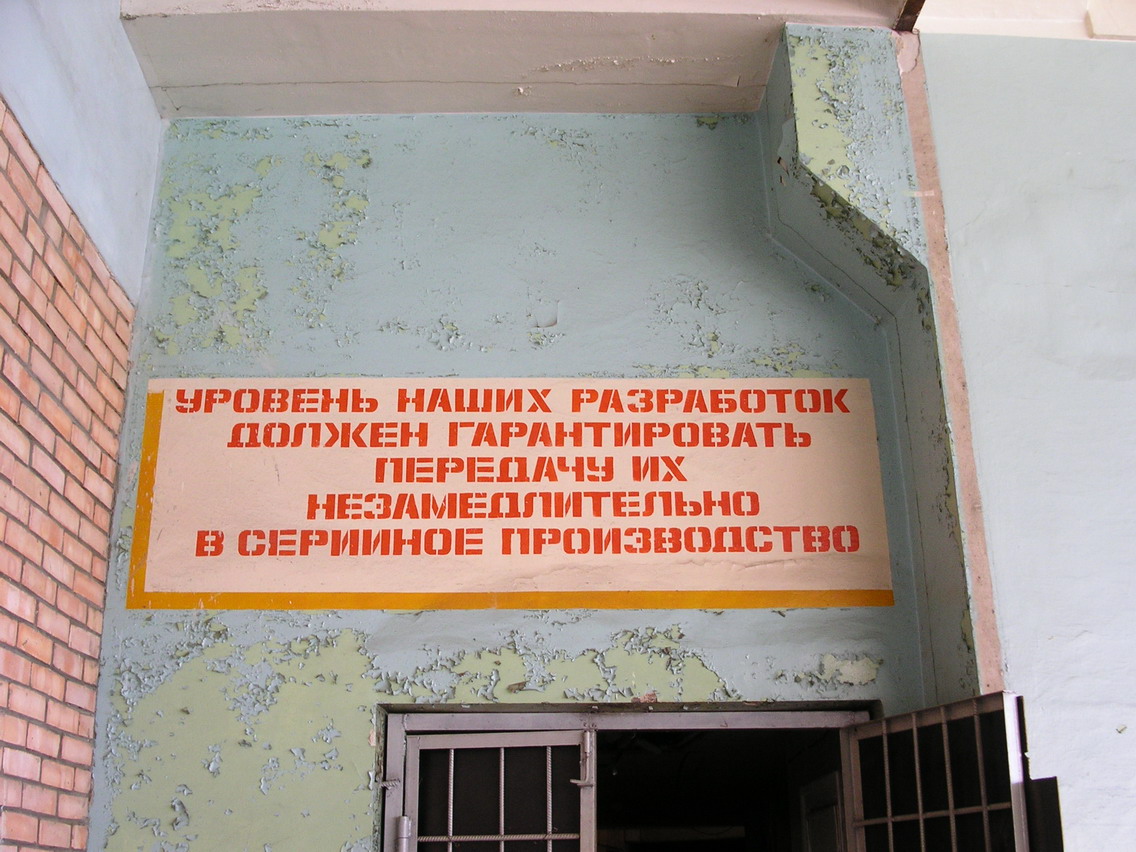 УРОВЕНЬ НАШИХ РАЗРАБОТОК
ДОЛЖЕН ГАРАНТИРОВАТЬ
ПЕРЕДАЧУ ИХ
НЕЗАМЕДЛИТЕЛЬНО
В СЕРИЙНОЕ ПРОИЗВОДСТВО